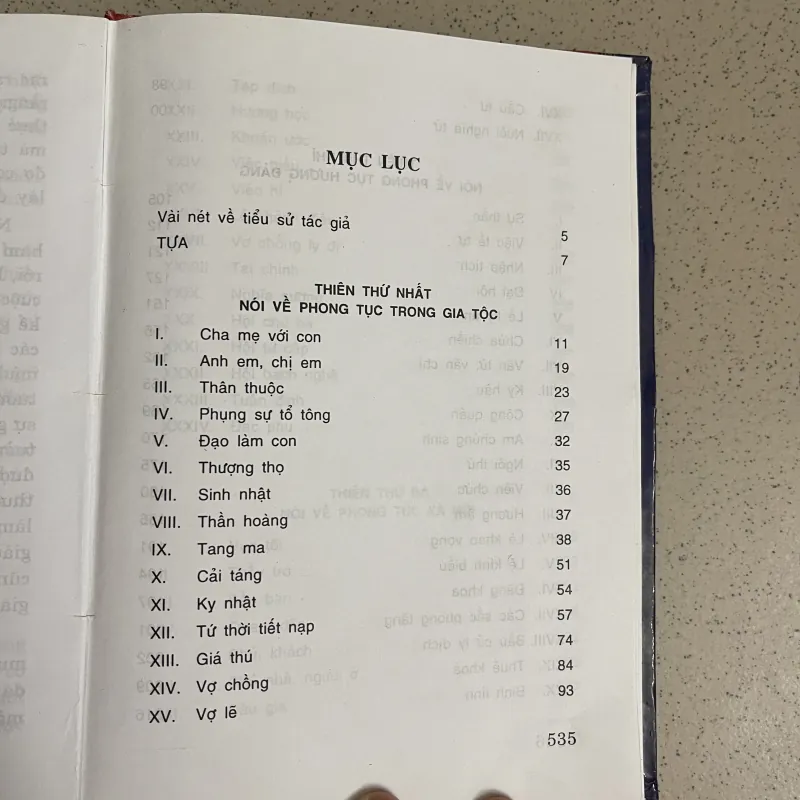 MỤC LỤC
Vài nét về tiểu sử tác giả 5
TỰA 7
THIÊN THỨ NHẤT
NÓI VỀ PHONG TỤC TRONG GIA TỘC
I. Cha mẹ với con 11
II. Anh em, chị em 19
III. Thân thuộc 23
IV. Phụng sự tổ tông 27
V. Đạo làm con 32
VI. Thượng thọ 35
VII. Sinh nhật 36
VIII. Thần hoàng 37
IX. Tang ma 38
X. Cải táng 51
XI. Kỵ nhật 54
XII. Tứ thời tiết nạp 57
XIII. Giá thú 74
XIV. Vợ chồng 84
XV. Vợ lẽ 93
535